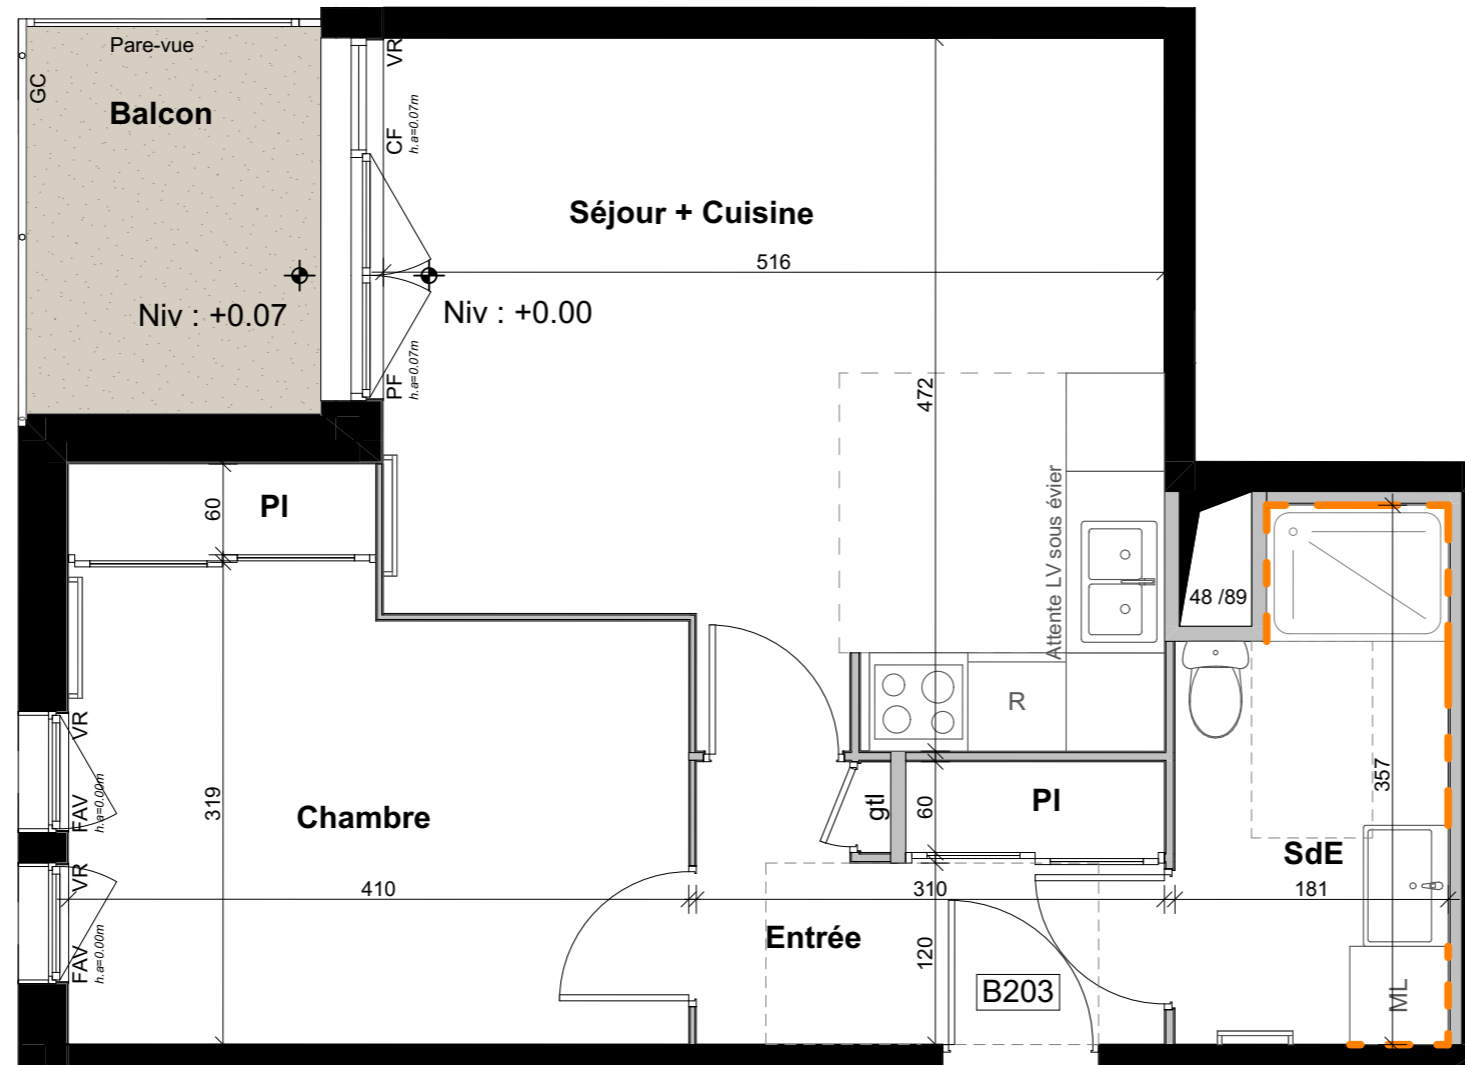 Pare-vue
GC
Balcon
VR
CF
h.a=0.07m
Séjour + Cuisine
516
Niv : +0.07
Niv : +0.00
PF
h.a=0.07m
472
Attente LV sous évier
60
Pl
48 /89
R
VR
FAV
h.a=0.00m
319
Chambre
gtl
60
Pl
357
SdE
VR
FAV
h.a=0.00m
410
310
181
Entrée
120
B203
ML